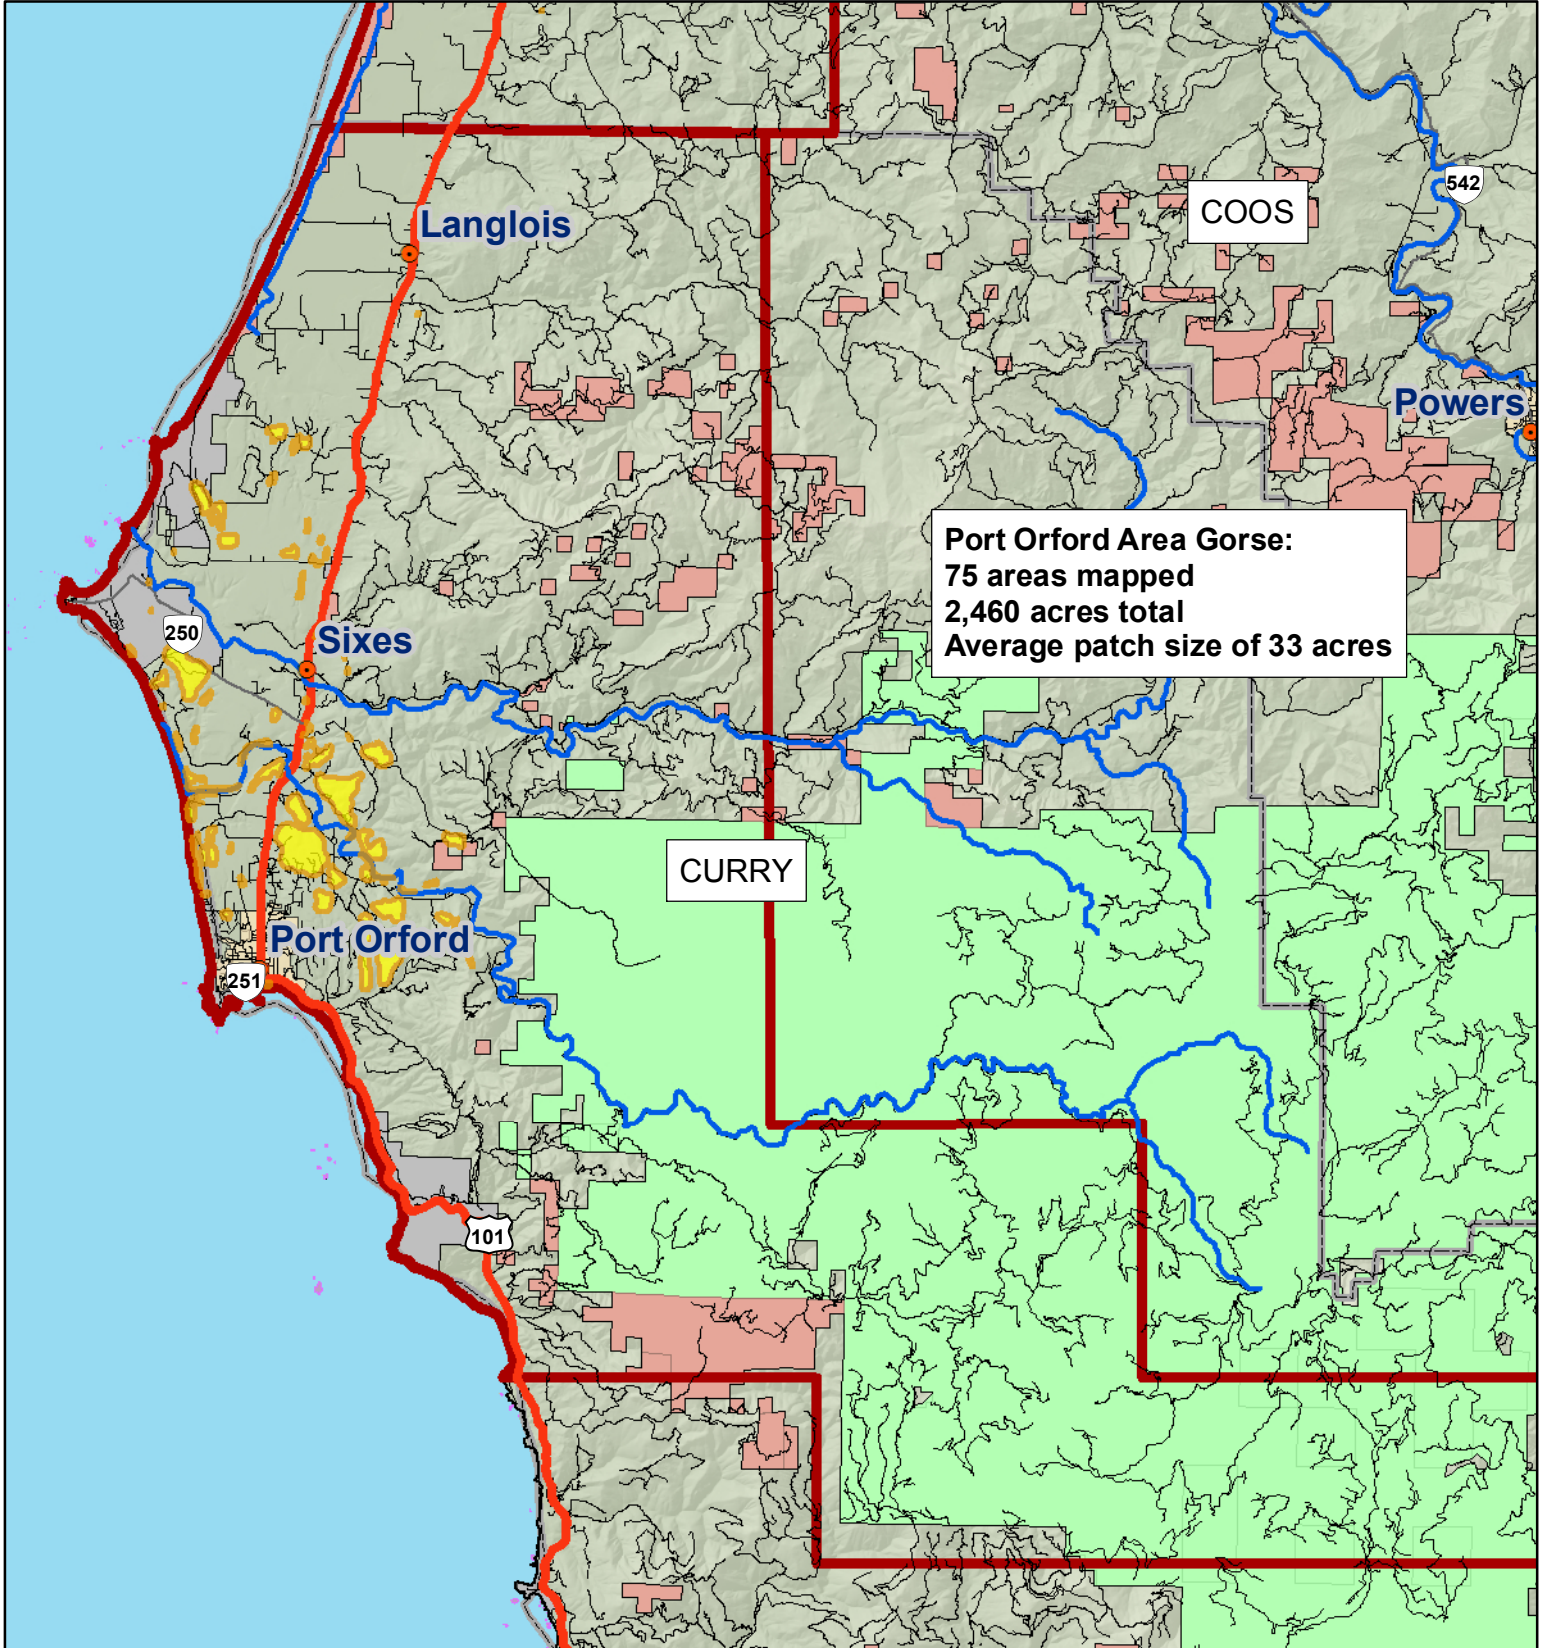 Langlois
542
COOS
Powers
Port Orford Area Gorse:
75 areas mapped
2,460 acres total
Average patch size of 33 acres
250
Sixes
CURRY
Port Orford
251
101